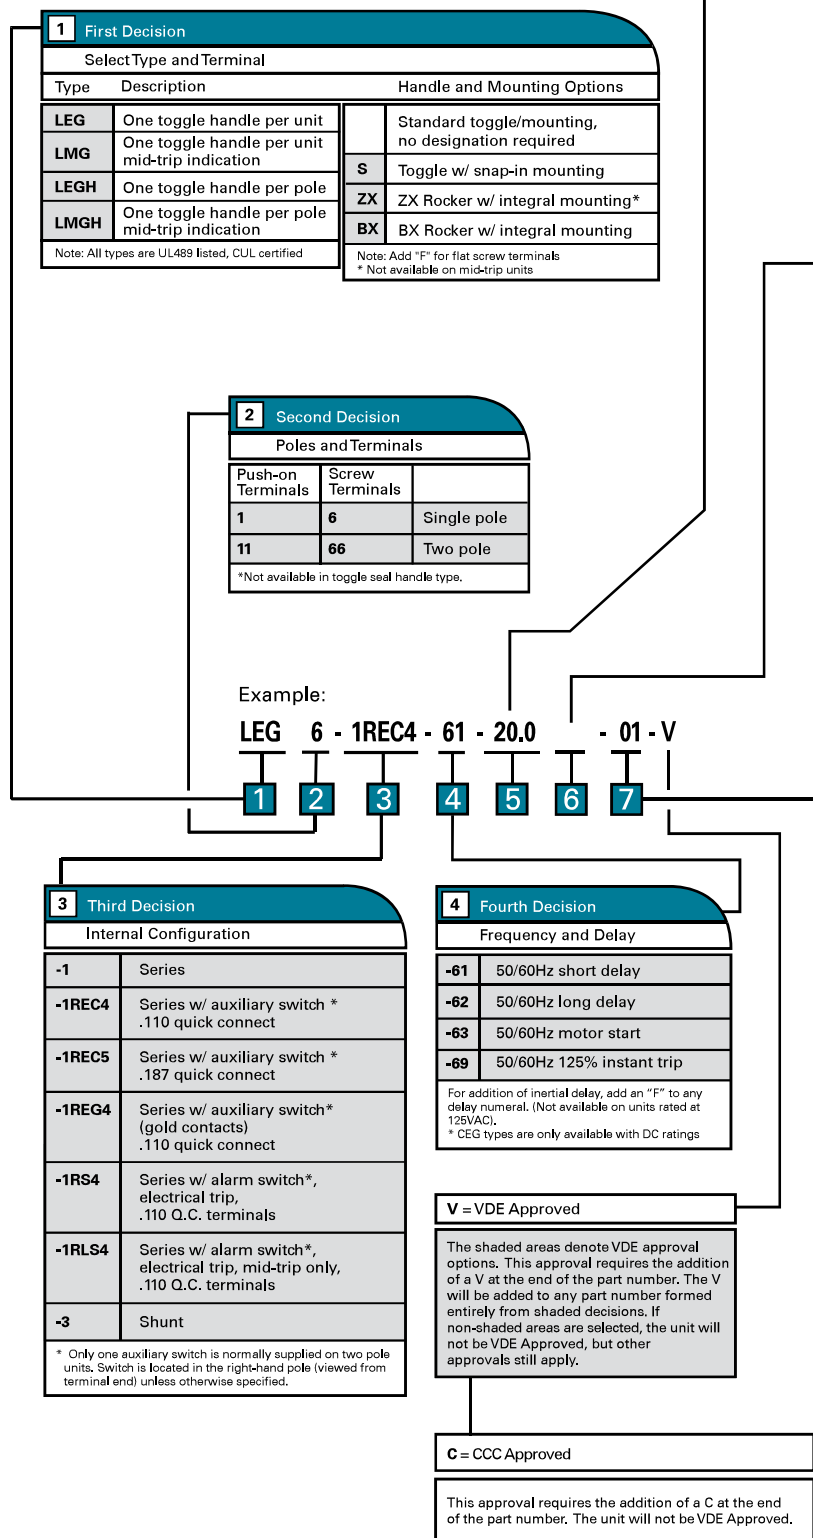 1 First Decision
Select Type and Terminal
Type Description Handle and Mounting Options
LEG One toggle handle per unit
LMG One toggle handle per unit
mid-trip indication
LEGH One toggle handle per pole
LMGH One toggle handle per pole
mid-trip indication
Note: All types are UL489 listed, CUL certified
Standard toggle/mounting,
no designation required
S Toggle w/ snap-in mounting
ZX ZX Rocker w/ integral mounting*
BX BX Rocker w/ integral mounting
Note: Add "F" for flat screw terminals
* Not available on mid-trip units
2 Second Decision
Poles and Terminals
Push-on
Terminals
Screw
Terminals
1 6 Single pole
11 66 Two pole
*Not available in toggle seal handle type.
Example:
LEG 6 - 1REC4 - 61 - 20.0 - 01 - V
1 2 3 4 5 6 7
3 Third Decision
Internal Configuration
-1 Series
-1REC4 Series w/ auxiliary switch *
.110 quick connect
-1REC5 Series w/ auxiliary switch *
.187 quick connect
-1REG4 Series w/ auxiliary switch*
(gold contacts)
.110 quick connect
-1RS4 Series w/ alarm switch*,
electrical trip,
.110 Q.C. terminals
-1RLS4 Series w/ alarm switch*,
electrical trip, mid-trip only,
.110 Q.C. terminals
-3 Shunt
* Only one auxiliary switch is normally supplied on two pole
units. Switch is located in the right-hand pole (viewed from
terminal end) unless otherwise specified.
4 Fourth Decision
Frequency and Delay
-61 50/60Hz short delay
-62 50/60Hz long delay
-63 50/60Hz motor start
-69 50/60Hz 125% instant trip
For addition of inertial delay, add an "F" to any
delay numeral. (Not available on units rated at
125VAC).
* CEG types are only available with DC ratings
V = VDE Approved
The shaded areas denote VDE approval
options. This approval requires the addition
of a V at the end of the part number. The V
will be added to any part number formed
entirely from shaded decisions. If
non-shaded areas are selected, the unit will
not be VDE Approved, but other
approvals still apply.
C = CCC Approved
This approval requires the addition of a C at the end
of the part number. The unit will not be VDE Approved.